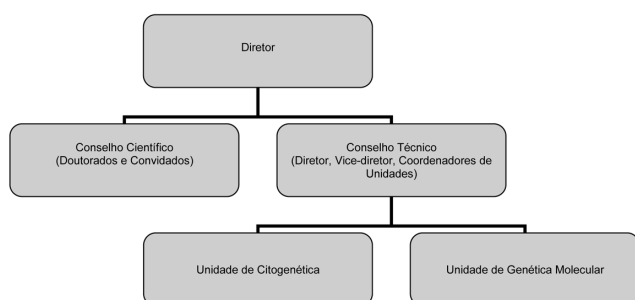 Diretor
Conselho Científico
(Doutorados e Convidados)
Conselho Técnico
(Diretor, Vice-diretor, Coordenadores de
Unidades)
Unidade de Citogenética
Unidade de Genética Molecular